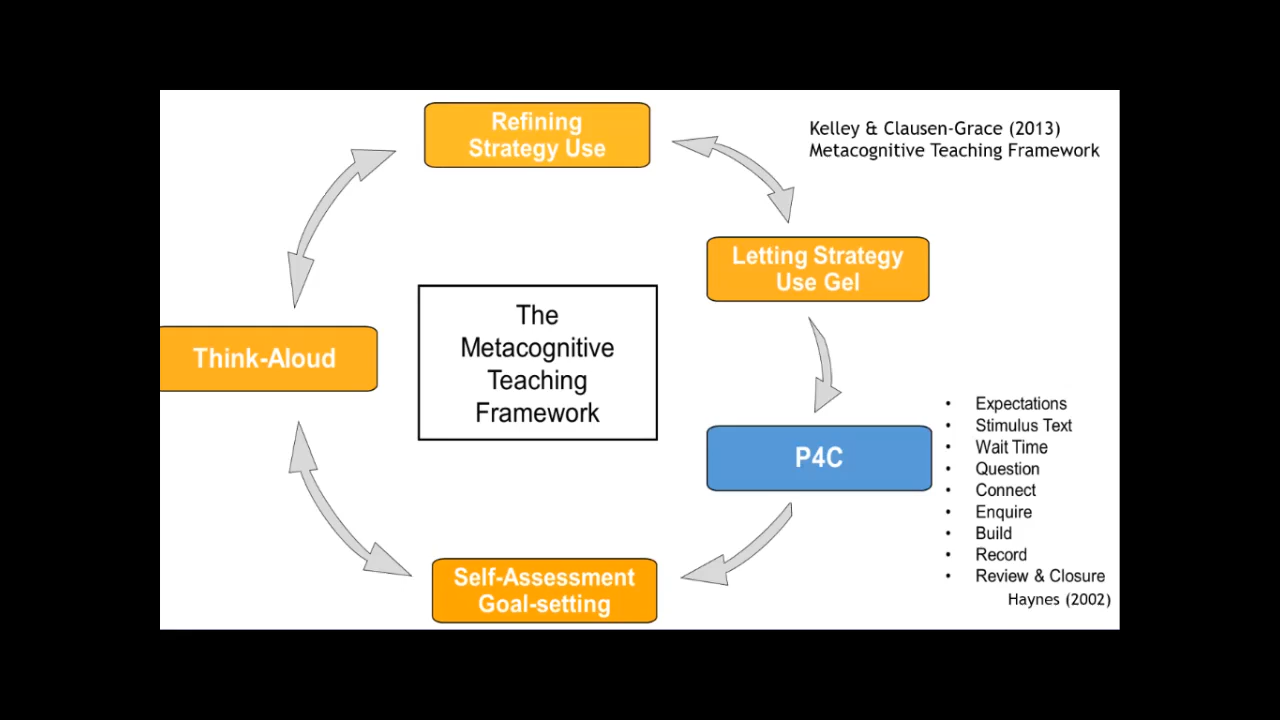 Refining
Strategy Use
Kelley & Clausen-Grace (2013)
Metacognitive Teaching Framework
Letting Strategy
Use Gel
The
Metacognitive
Teaching
Framework
Think-Aloud
P4C
• Expectations
• Stimulus Text
• Wait Time
• Question
• Connect
• Enquire
• Build
• Record
• Review & Closure
Haynes (2002)
Self-Assessment
Goal-setting